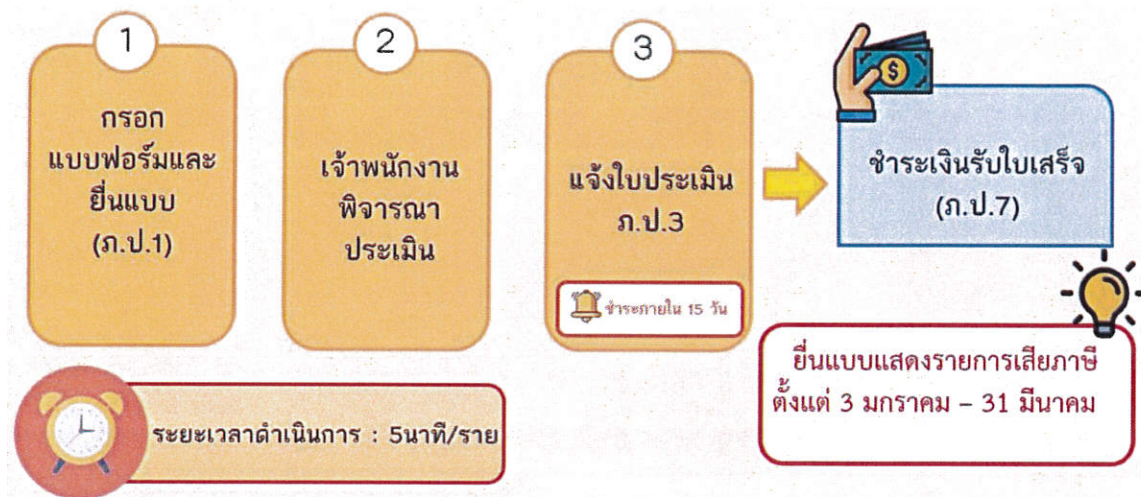 1
กรอก
แบบฟอร์มและ
ยื่นแบบ
(ภ.ป.1)
2
เจ้าพนักงาน
พิจารณา
ประเมิน
3
แจ้งใบประเมิน
ภ.ป.3
ชำระภายใน 15 วัน
$
ชำระเงินรับใบเสร็จ
(ภ.ป.7)
ระยะเวลาดำเนินการ : 5นาที/ราย
ยื่นแบบแสดงรายการเสียภาษี
ตั้งแต่ 3 มกราคม – 31 มีนาคม